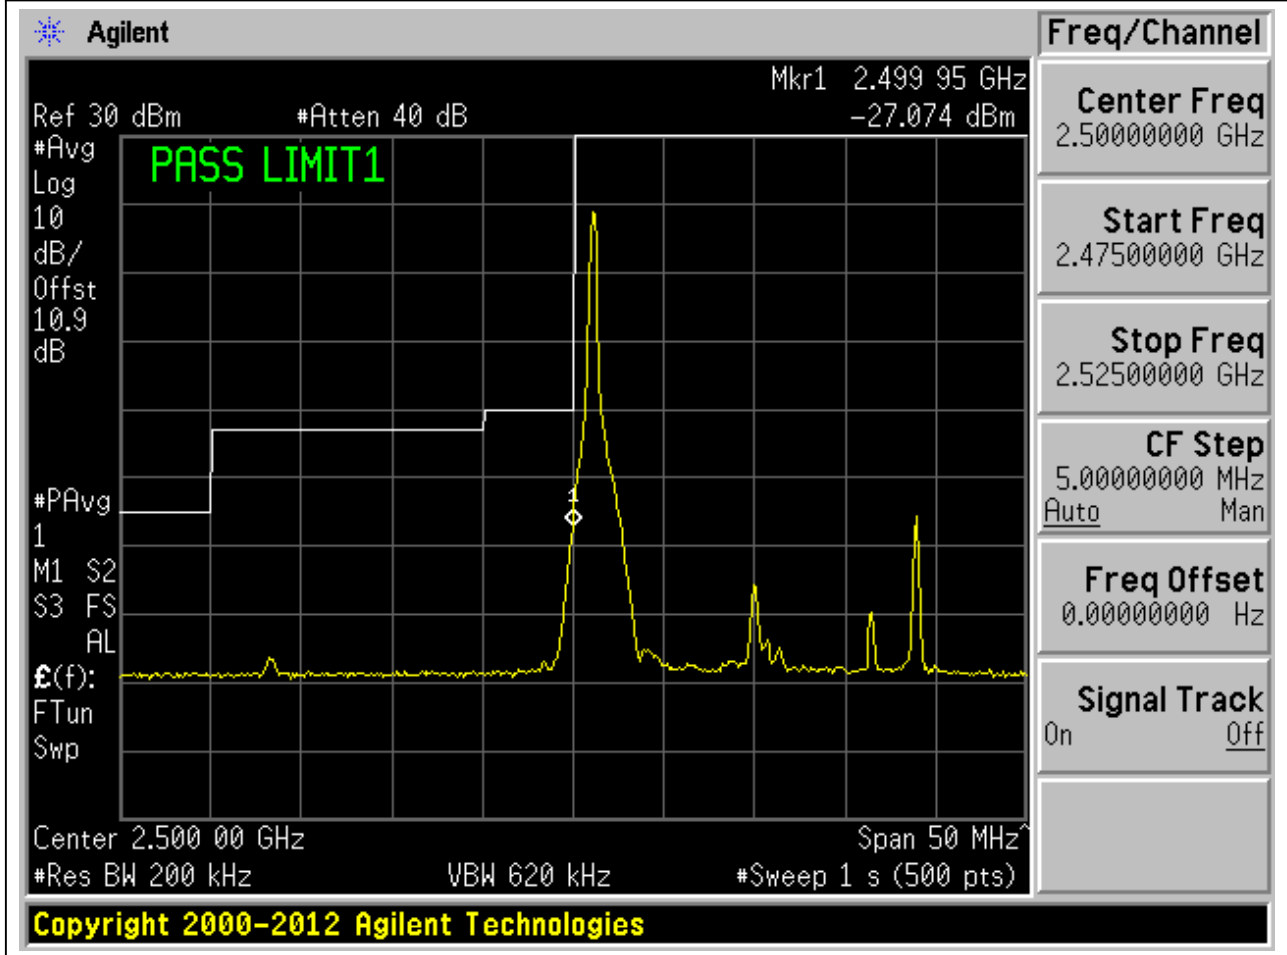 Agilent
Freq/Channel
Mkr1 2.499 95 GHz
Ref 30 dBm #Atten 40 dB -27.074 dBm
#Avg
Log
10
dB/
Offst
10.9
dB
PASS LIMIT1
1
#PAvg
1
M1 S2
S3 FS
AL
£(f):
FTun
Swp
Center 2.500 00 GHz Span 50 MHz^
#Res BW 200 kHz VBW 620 kHz #Sweep 1 s (500 pts)
Center Freq
2.50000000 GHz
Start Freq
2.47500000 GHz
Stop Freq
2.52500000 GHz
CF Step
5.00000000 MHz
Auto Man
Freq Offset
0.00000000 Hz
Signal Track
On Off
Copyright 2000-2012 Agilent Technologies